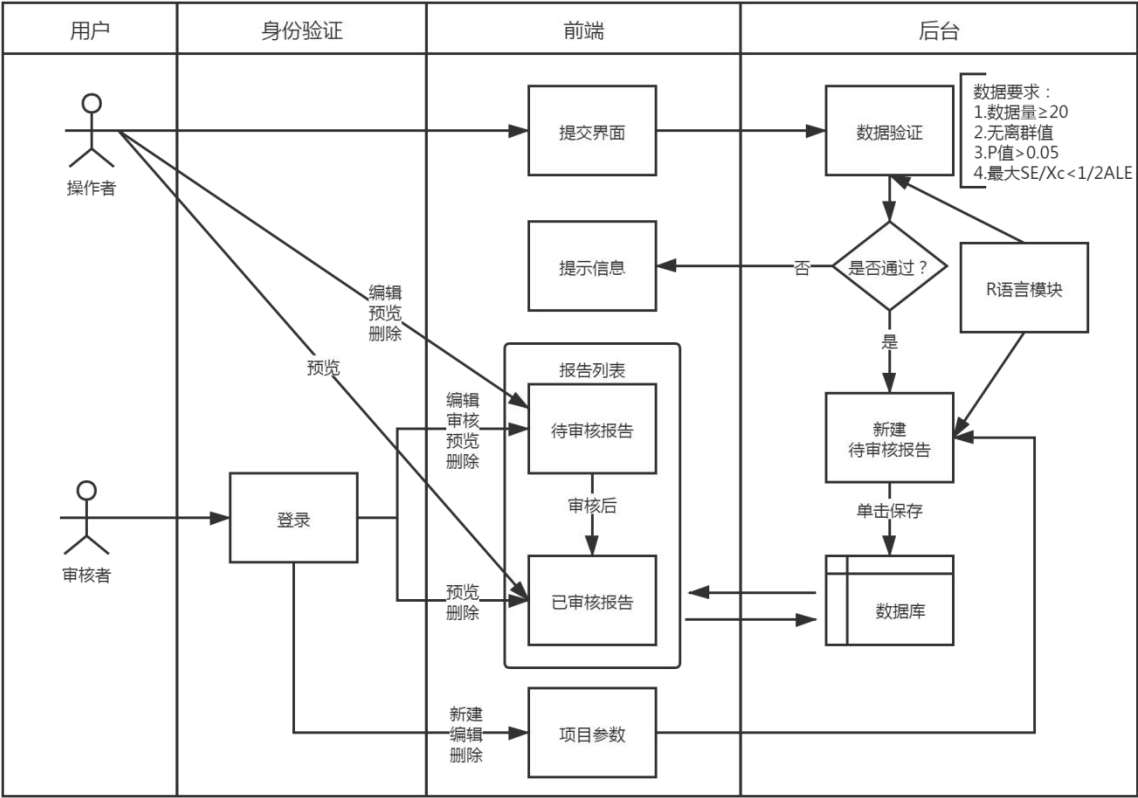 用户
身份验证
前端
后台
操作者
提交界面
数据验证
数据要求：
1.数据量≥20
2.无离群值
3.P值>0.05
4.最大SE/Xc<1/2ALE
提示信息
否
是否通过？
R语言模块
编辑
预览
删除
预览
是
报告列表
编辑
审核
预览
删除
待审核报告
新建
待审核报告
审核后
单击保存
审核者
登录
预览
删除
已审核报告
数据库
新建
编辑
删除
项目参数